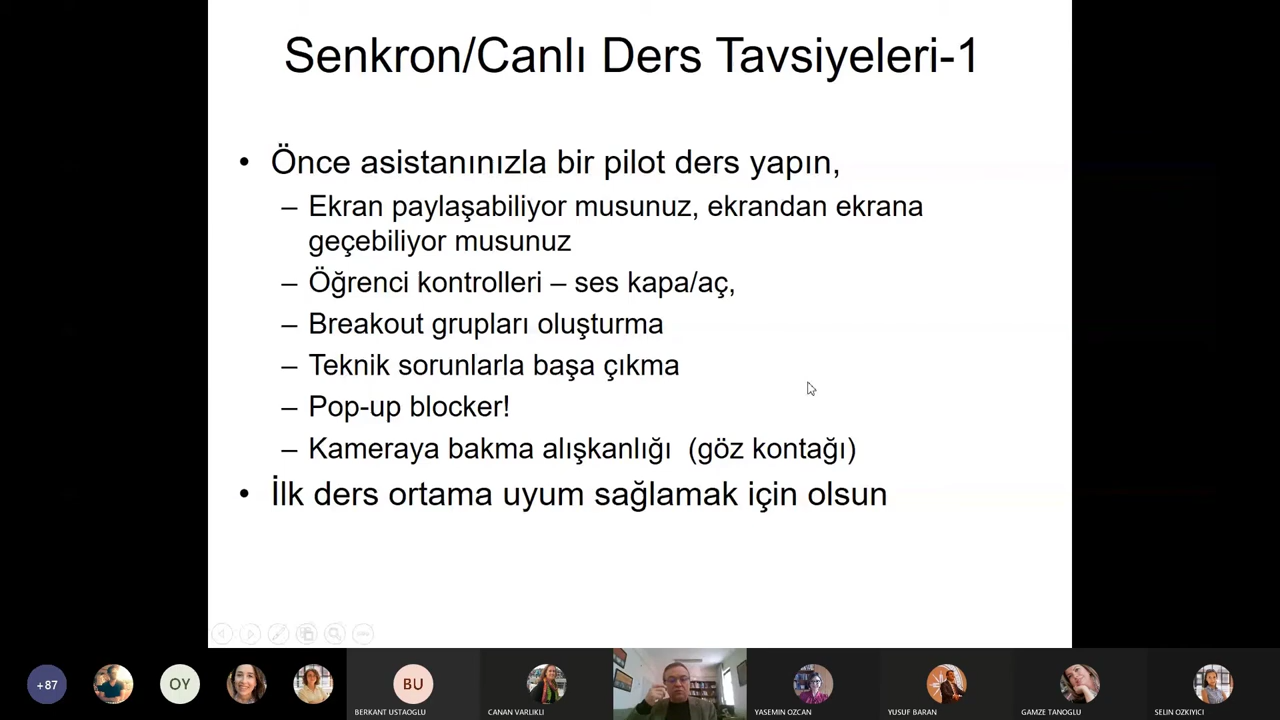 Senkron/Canlı Ders Tavsiyeleri-1
• Önce asistanınızla bir pilot ders yapın,
– Ekran paylaşabiliyor musunuz, ekrandan ekrana
geçebiliyor musunuz
– Öğrenci kontrolleri – ses kapa/aç,
– Breakout grupları oluşturma
– Teknik sorunlarla başa çıkma
– Pop-up blocker!
– Kameraya bakma alışkanlığı (göz kontağı)
• İlk ders ortama uyum sağlamak için olsun
+87
OY
BU
BERKANT USTAOGLU
CANAN VARLIKLI
YASEMIN OZCAN
YUSUF BARAN
GAMZE TANOGLU
SELIN OZKIYICI